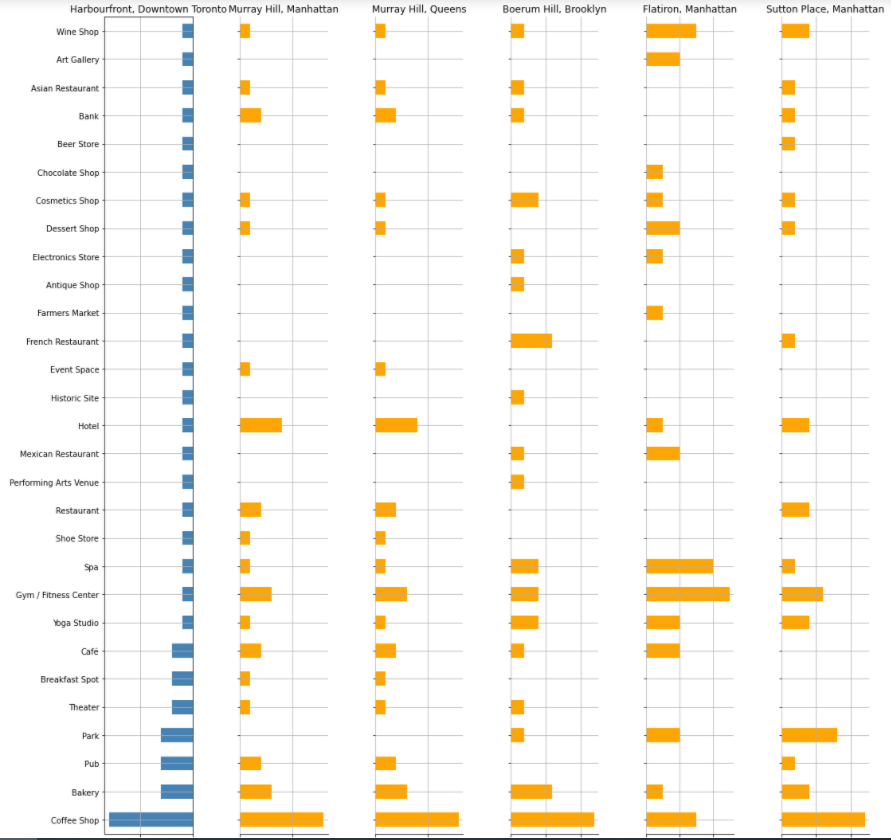 Harbourfront, Downtown Toronto Murray Hill, Manhattan Murray Hill, Queens Boerum Hill, Brooklyn Flatiron, Manhattan Sutton Place, Manhattan
Wine Shop
Art Gallery
Asian Restaurant
Bank
Beer Store
Chocolate Shop
Cosmetics Shop
Dessert Shop
Electronics Store
Antique Shop
Farmers Market
French Restaurant
Event Space
Historic Site
Hotel
Mexican Restaurant
Performing Arts Venue
Restaurant
Shoe Store
Spa
Gym / Fitness Center
Yoga Studio
Café
Breakfast Spot
Theater
Park
Pub
Bakery
Coffee Shop